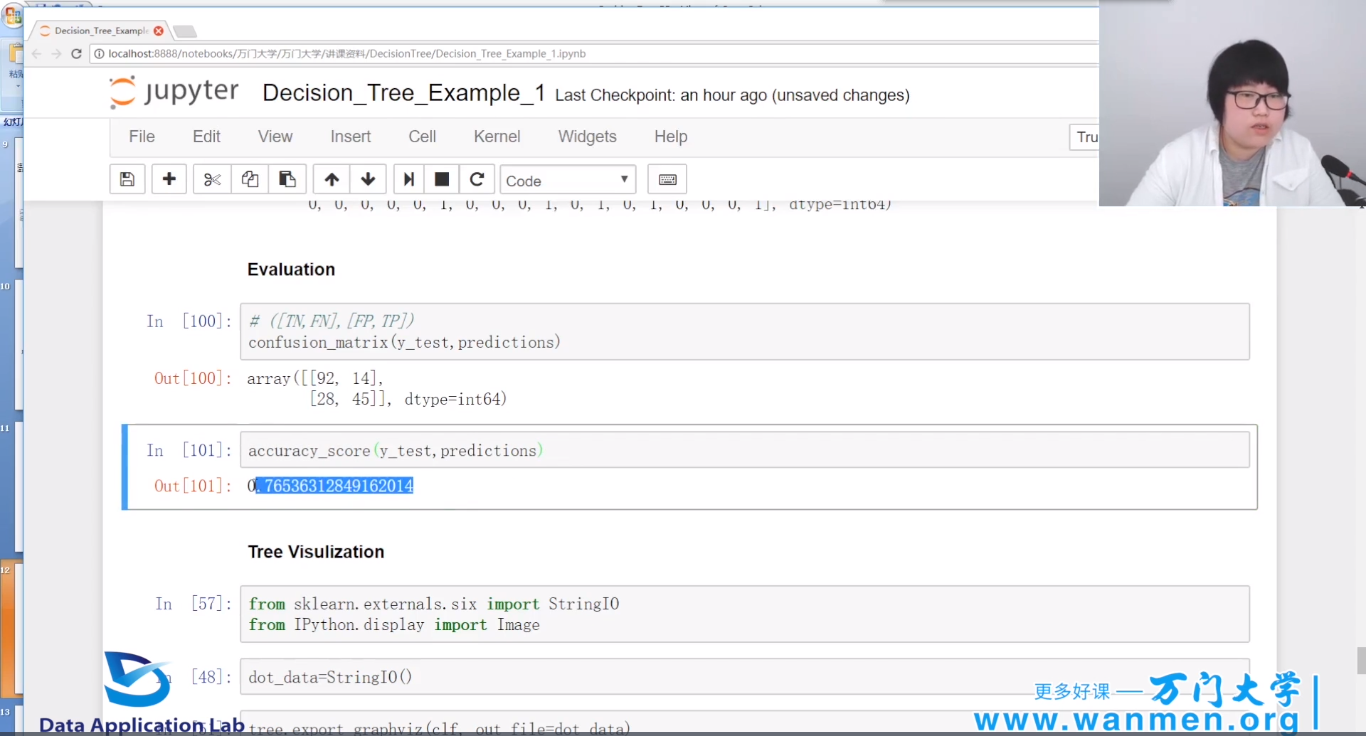 Decision_Tree_Example
localhost:8888/notebooks/万门大学/万门大学/讲课资料/DecisionTree/Decision_Tree_Example_1.ipynb
jupyter Decision_Tree_Example_1 Last Checkpoint: an hour ago (unsaved changes)
File Edit View Insert Cell Kernel Widgets Help
Tru
Code
0, 0, 0, 0, 0, 1, 0, 0, 0, 1, 0, 1, 0, 1, 0, 0, 0, 1], dtype=int64)
Evaluation
In [100]: # ([TN,FN],[FP,TP])
confusion_matrix(y_test,predictions)
Out[100]: array([[92, 14],
[28, 45]], dtype=int64)
In [101]: accuracy_score(y_test,predictions)
Out[101]: 0.76536312849162014
Tree Visulization
In [57]: from sklearn.externals.six import StringIO
from IPython.display import Image
[48]: dot_data=StringIO()
tree.export_graphviz(clf, out_file=dot_data)
9
10
11
12
13
Data Application Lab
更多好课 — 万门大学
www.wanmen.org